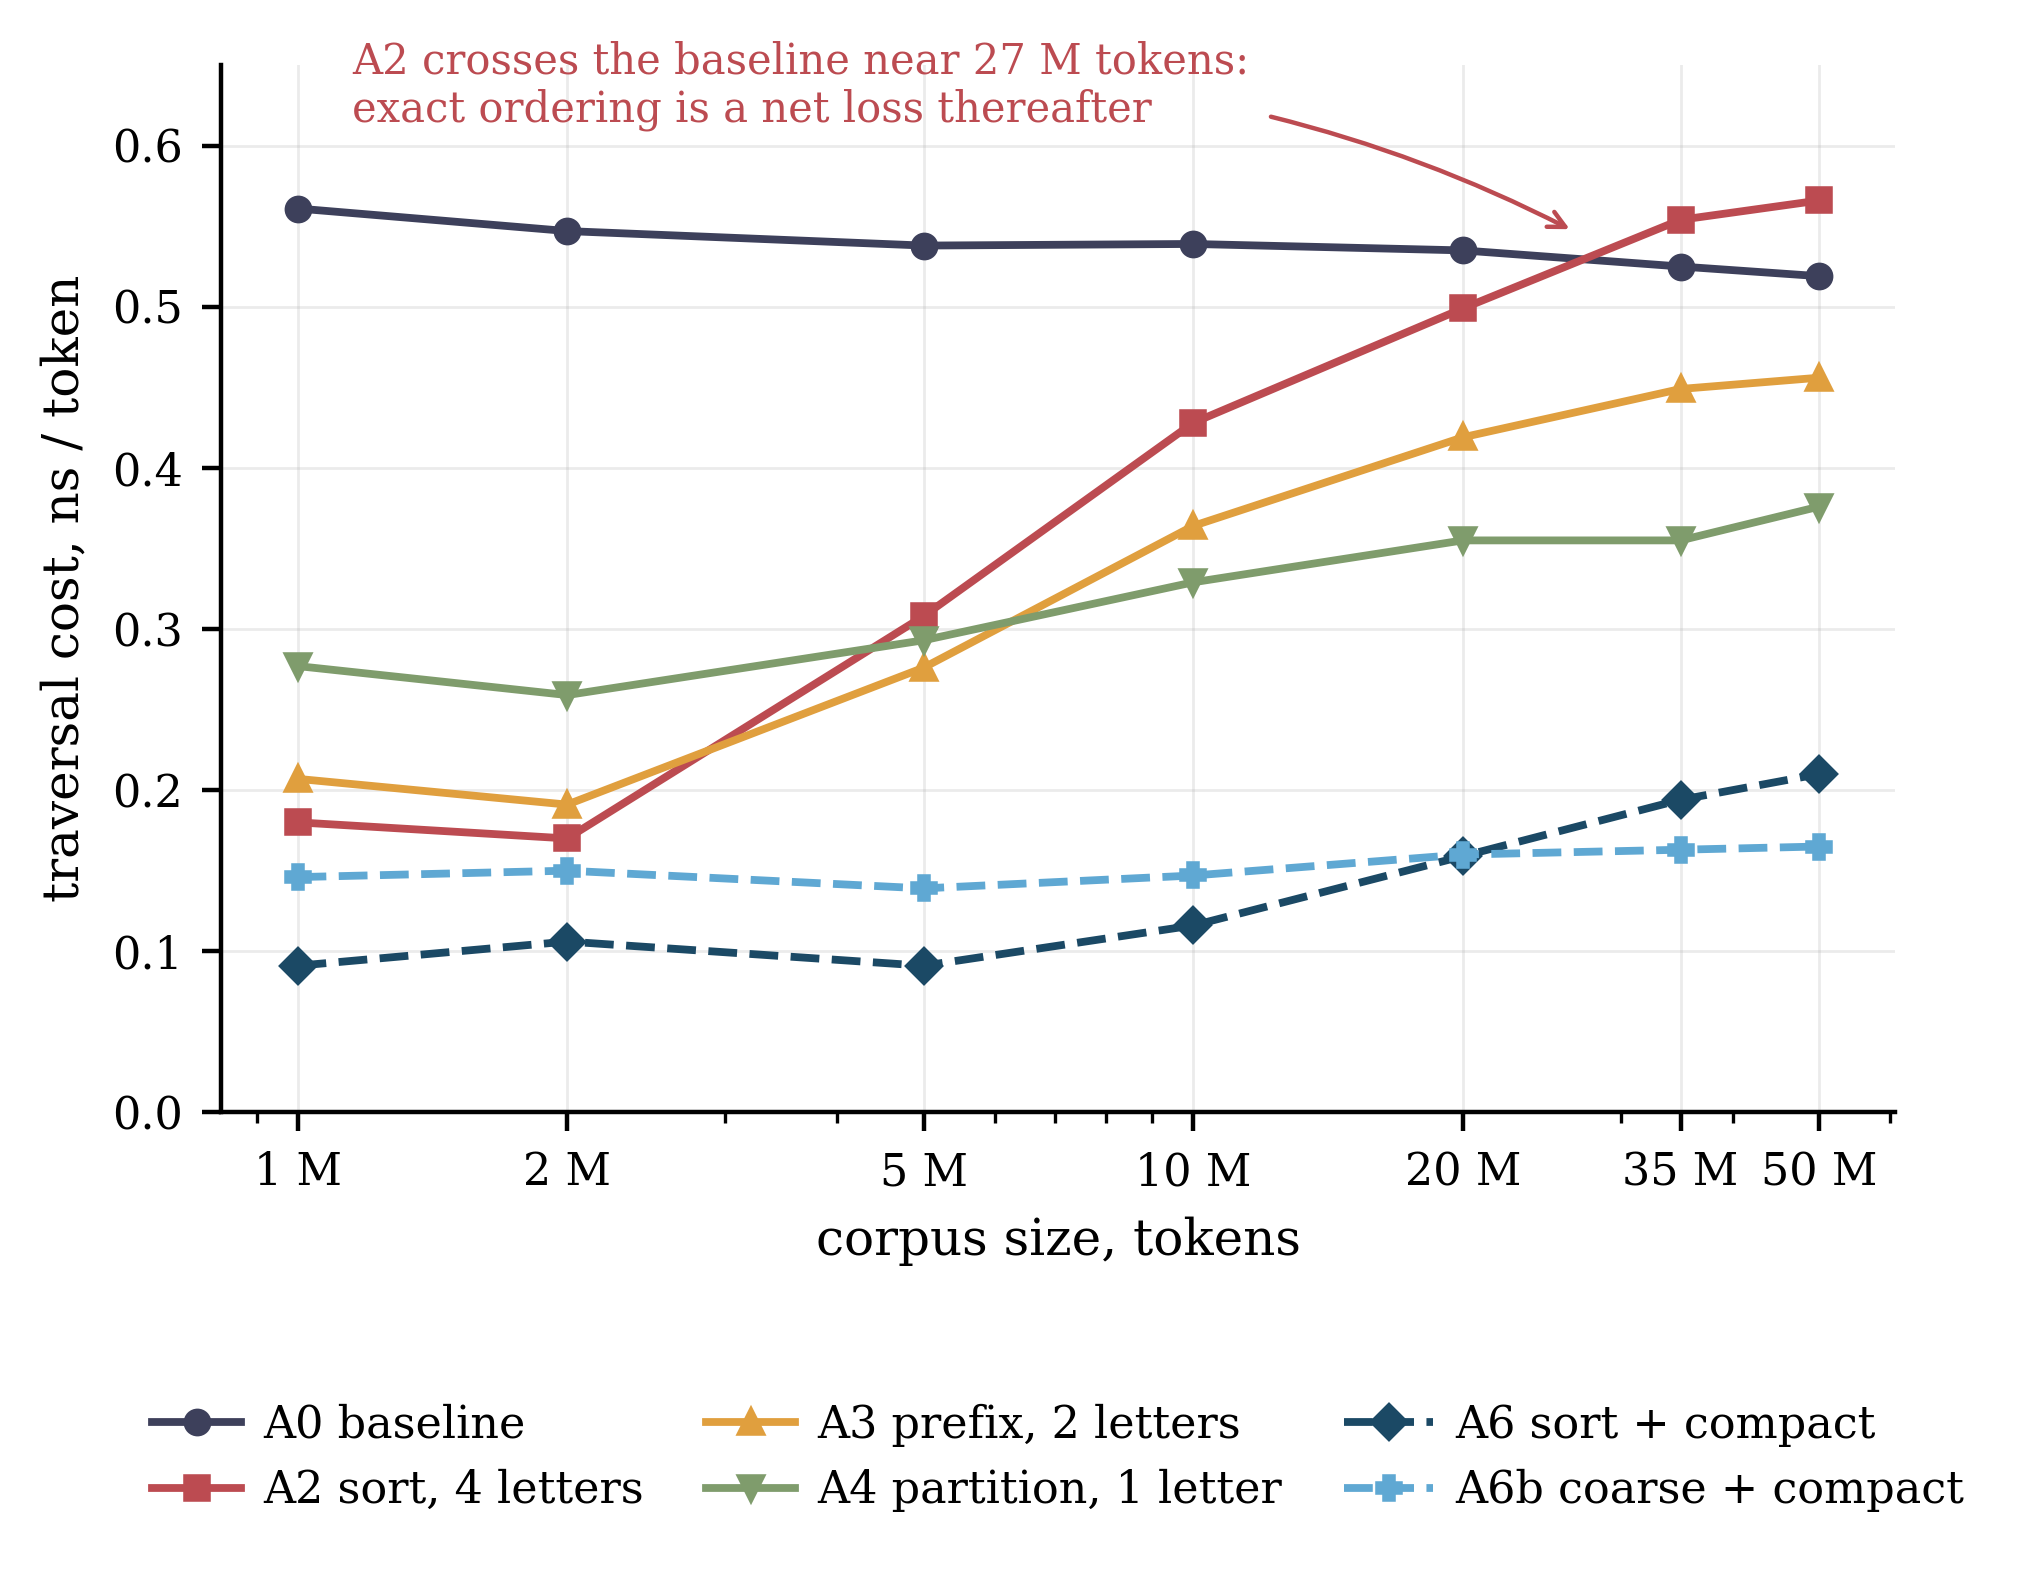 A2 crosses the baseline near 27 M tokens:
exact ordering is a net loss thereafter
traversal cost, ns / token
0.6
0.5
0.4
0.3
0.2
0.1
0.0
1 M 2 M 5 M 10 M 20 M 35 M 50 M
corpus size, tokens
A0 baseline A3 prefix, 2 letters A6 sort + compact
A2 sort, 4 letters A4 partition, 1 letter A6b coarse + compact